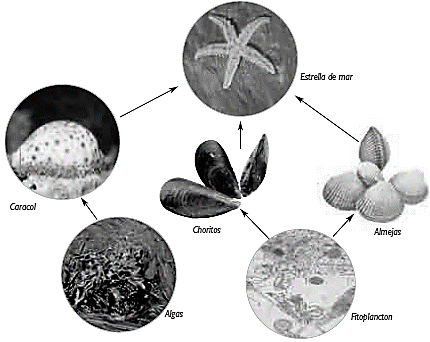 Estrella de mar
Caracol
Choritos
Almejas
Algas
Fitoplancton